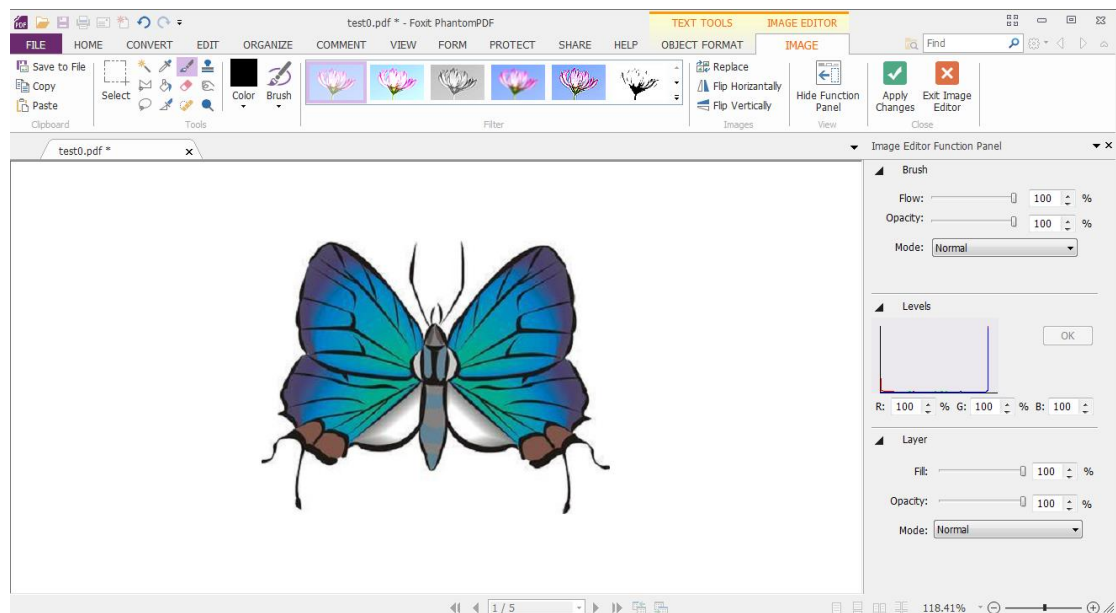 PDF
test0.pdf * - Foxit PhantomPDF
TEXT TOOLS IMAGE EDITOR
FILE HOME CONVERT EDIT ORGANIZE COMMENT VIEW FORM PROTECT SHARE HELP OBJECT FORMAT IMAGE Find
Save to File
Copy
Paste
Clipboard
Select
Tools
Color Brush
Filter
Replace
Flip Horizantally
Flip Vertically
Images
Hide Function
Panel
View
Apply
Changes
Exit Image
Editor
Close
test0.pdf * x
Image Editor Function Panel
Brush
Flow: 100 %
Opacity: 100 %
Mode: Normal
Levels
OK
R: 100 % G: 100 % B: 100
Layer
Fill: 100 %
Opacity: 100 %
Mode: Normal
1 / 5
118.41%